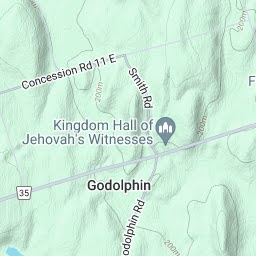 Concession Rd 11 E
200m
Smith Rd
F
Kingdom Hall of
Jehovah's Witnesses
200m
Godolphin
35
odolphin Rd
200m